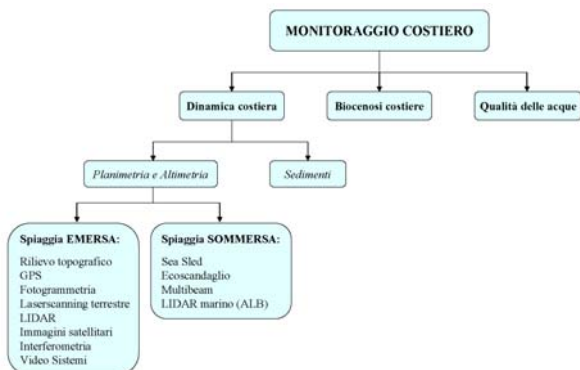 MONITORAGGIO COSTIERO
Dinamica costiera
Biocenosi costiere
Qualità delle acque
Planimetria e Altimetria
Sedimenti
Spiaggia EMERSA:
Rilievo topografico
GPS
Fotogrammetria
Laserscanning terrestre
LIDAR
Immagini satellitari
Interferometria
Video Sistemi
Spiaggia SOMMERSA:
Sea Sled
Ecoscandaglio
Multibeam
LIDAR marino (ALB)